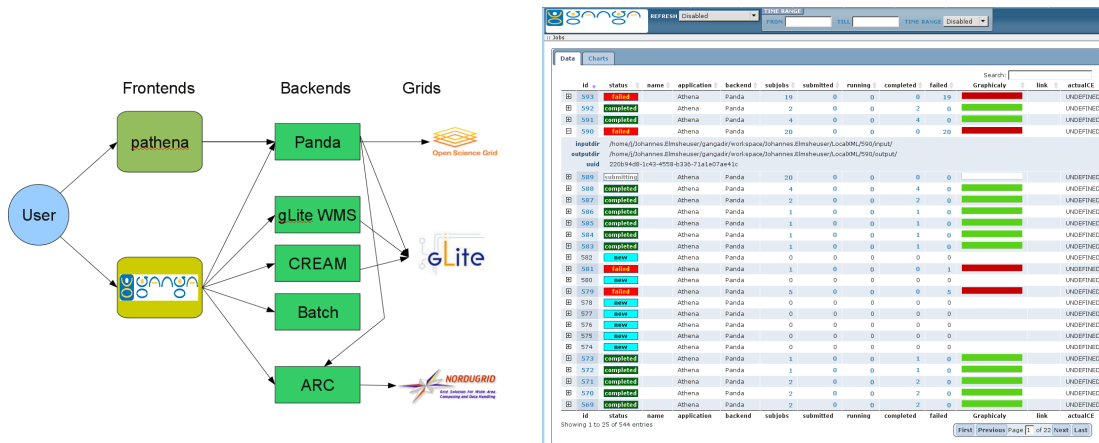 Frontends Backends Grids
pathena
Panda
Open Science Grid
User
gLite WMS
gLite
CREAM
ganga
Batch
ARC
NORDUGRID
Grid Solution For Wide Area
Computing and Data Handling
ganga REFRESH Disabled TIME RANGE
FROM TILL TIME RANGE Disabled
:: Jobs
Data Charts
Search:
id status name application backend subjobs submitted running completed failed Graphicaly link actualCE
593 failed Athena Panda 19 0 0 0 19 UNDEFINED
592 completed Athena Panda 2 0 0 2 0 UNDEFINED
591 completed Athena Panda 4 0 0 4 0 UNDEFINED
590 failed Athena Panda 20 0 0 0 20 UNDEFINED
inputdir /home/j/Johannes.Elmsheuser/gangadir/workspace/Johannes.Elmsheuser/LocalXML/590/input/
outputdir /home/j/Johannes.Elmsheuser/gangadir/workspace/Johannes.Elmsheuser/LocalXML/590/output/
uuid 220b94d8-1c43-4558-b336-71a1e07ae41c
589 submitting Athena Panda 20 0 0 0 0 UNDEFINED
588 completed Athena Panda 4 0 0 4 0 UNDEFINED
587 completed Athena Panda 2 0 0 2 0 UNDEFINED
586 completed Athena Panda 1 0 0 1 0 UNDEFINED
585 completed Athena Panda 1 0 0 1 0 UNDEFINED
584 completed Athena Panda 1 0 0 1 0 UNDEFINED
583 completed Athena Panda 1 0 0 1 0 UNDEFINED
582 new Athena Panda 0 0 0 0 0 UNDEFINED
581 failed Athena Panda 1 0 0 0 1 UNDEFINED
580 new Athena Panda 0 0 0 0 0 UNDEFINED
579 failed Athena Panda 5 0 0 0 5 UNDEFINED
578 new Athena Panda 0 0 0 0 0 UNDEFINED
577 new Athena Panda 0 0 0 0 0 UNDEFINED
576 new Athena Panda 0 0 0 0 0 UNDEFINED
575 new Athena Panda 0 0 0 0 0 UNDEFINED
574 new Athena Panda 0 0 0 0 0 UNDEFINED
573 completed Athena Panda 1 0 0 1 0 UNDEFINED
572 completed Athena Panda 1 0 0 1 0 UNDEFINED
571 completed Athena Panda 2 0 0 2 0 UNDEFINED
570 completed Athena Panda 2 0 0 2 0 UNDEFINED
569 completed Athena Panda 2 0 0 2 0 UNDEFINED
id status name application backend subjobs submitted running completed failed Graphicaly link actualCE
Showing 1 to 25 of 544 entries
First Previous Page 1 of 22 Next Last